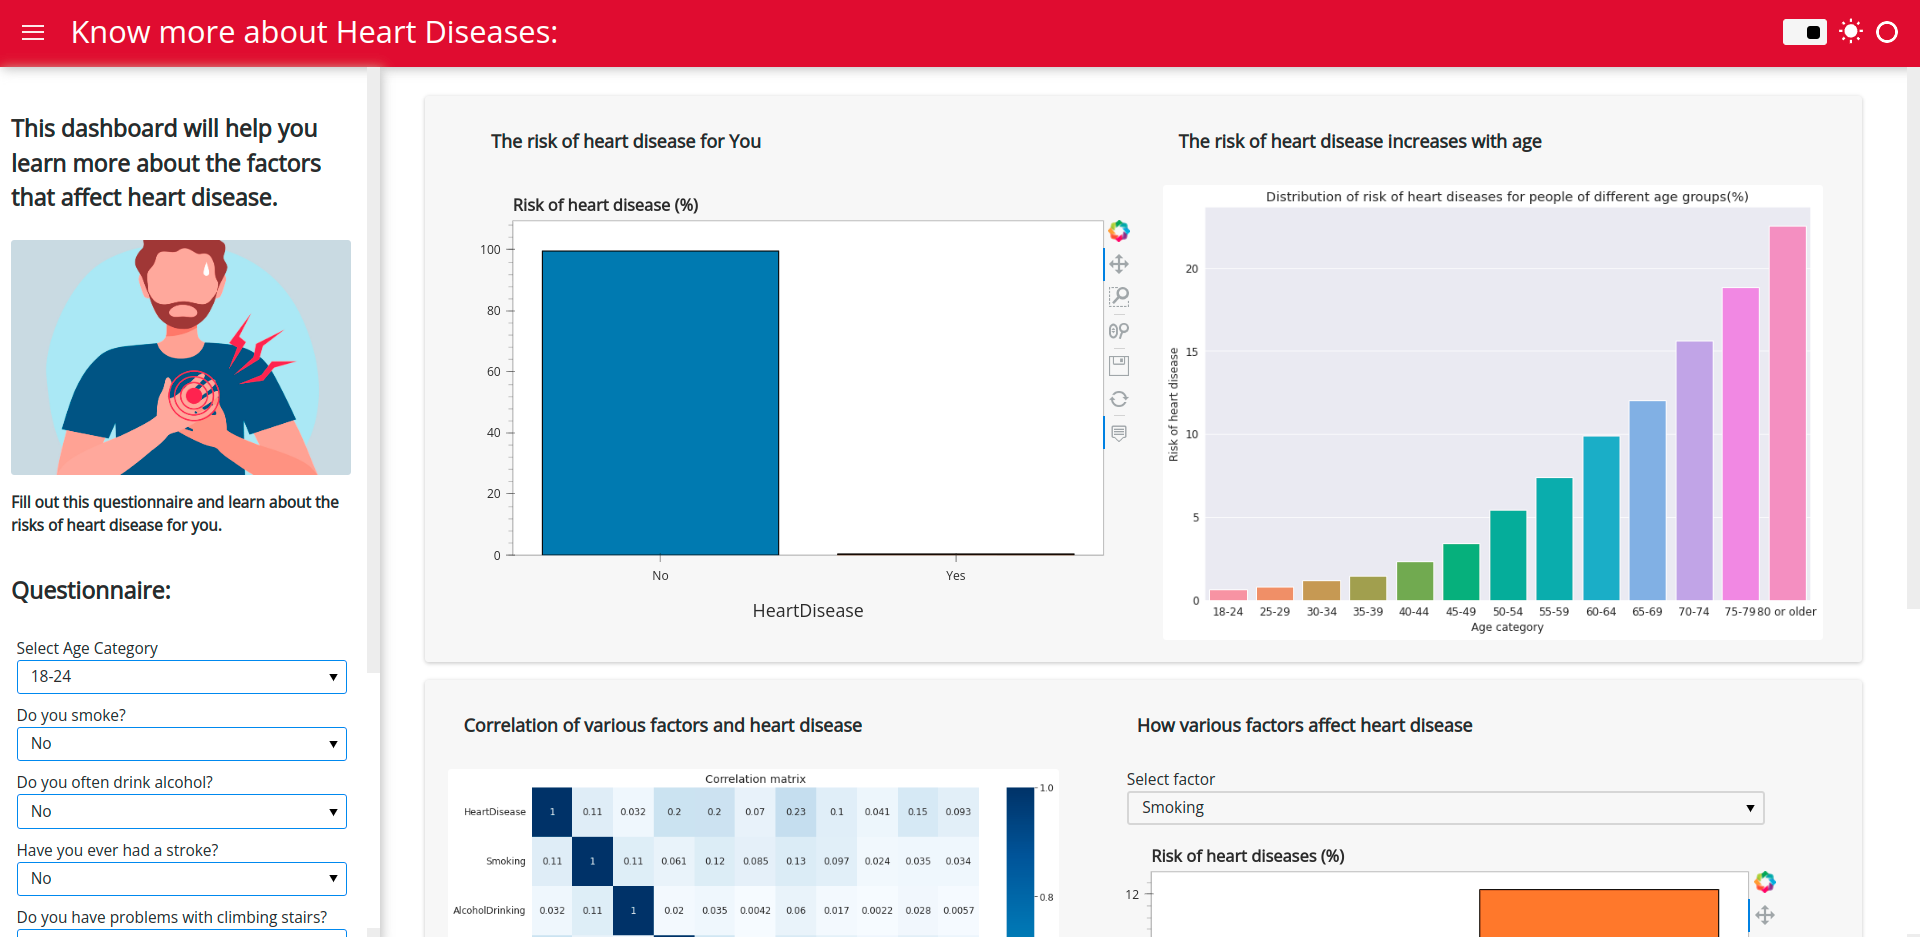 Know more about Heart Diseases:
This dashboard will help you
learn more about the factors
that affect heart disease.
Fill out this questionnaire and learn about the
risks of heart disease for you.
Questionnaire:
Select Age Category
18-24
Do you smoke?
No
Do you often drink alcohol?
No
Have you ever had a stroke?
No
Do you have problems with climbing stairs?
The risk of heart disease for You
Risk of heart disease (%)
100
80
60
40
20
0
No Yes
HeartDisease
The risk of heart disease increases with age
Distribution of risk of heart diseases for people of different age groups(%)
Risk of heart disease
20
15
10
5
0
18-24 25-29 30-34 35-39 40-44 45-49 50-54 55-59 60-64 65-69 70-74 75-79 80 or older
Age category
Correlation of various factors and heart disease
Correlation matrix
HeartDisease 1 0.11 0.032 0.2 0.2 0.07 0.23 0.1 0.041 0.15 0.093
Smoking 0.11 1 0.11 0.061 0.12 0.085 0.13 0.097 0.024 0.035 0.034
AlcoholDrinking 0.032 0.11 1 0.02 0.035 0.0042 0.06 0.017 0.0022 0.028 0.0057
1.0
0.8
How various factors affect heart disease
Select factor
Smoking
Risk of heart diseases (%)
12